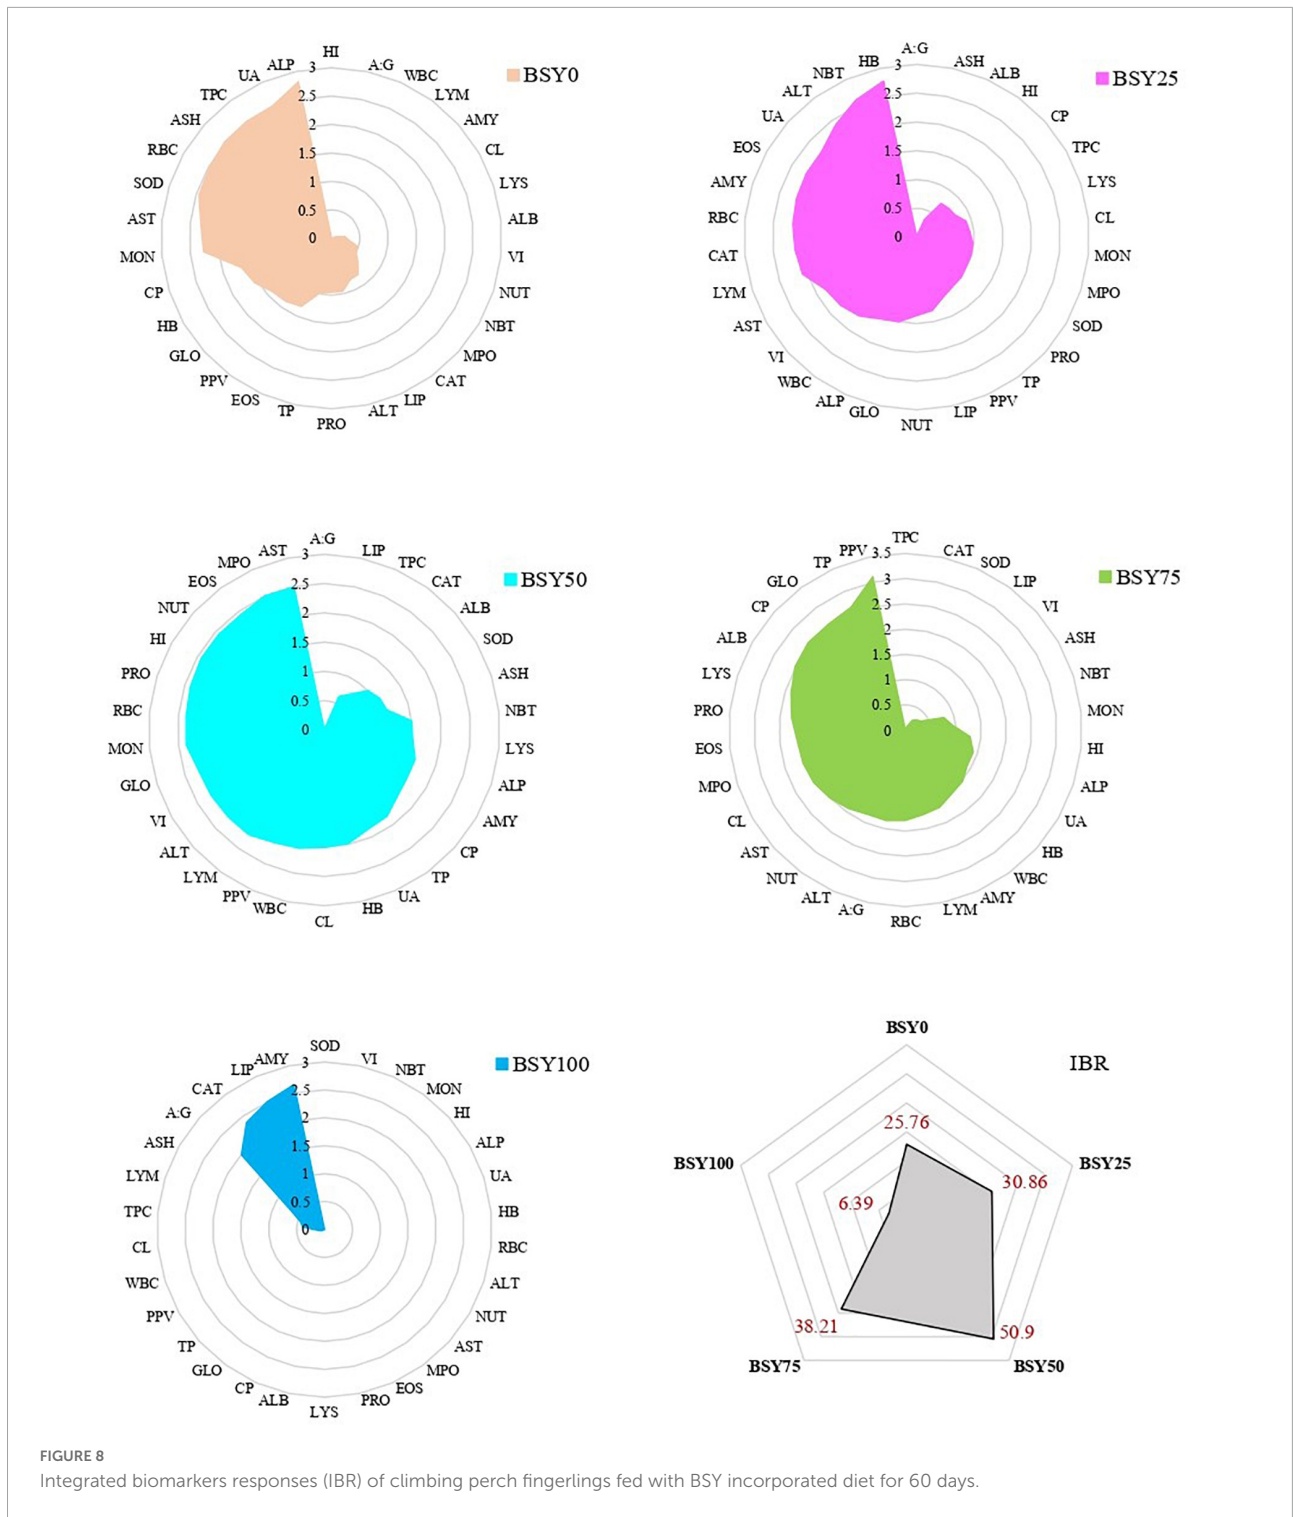 HI
A:G
WBC
LYM
AMY
CL
LYS
ALB
VI
NUT
NBT
MPO
CAT
LIP
ALT
PRO
TP
EOS
PPV
GLO
HB
CP
MON
AST
SOD
RBC
ASH
TPC
UA
ALP
3
2.5
2
1.5
1
0.5
0
BSY0
A:G
ASH
ALB
HI
CP
TPC
LYS
CL
MON
MPO
SOD
PRO
TP
PPV
LIP
NUT
GLO
ALP
WBC
VI
AST
LYM
CAT
RBC
AMY
EOS
UA
ALT
NBT
HB
3
2.5
2
1.5
1
0.5
0
BSY25
A:G
LIP
TPC
CAT
ALB
SOD
ASH
NBT
LYS
ALP
AMY
CP
TP
UA
HB
CL
WBC
PPV
LYM
ALT
VI
GLO
MON
RBC
PRO
HI
NUT
EOS
MPO
AST
3
2.5
2
1.5
1
0.5
0
BSY50
TPC
CAT
SOD
LIP
VI
ASH
NBT
MON
HI
ALP
UA
HB
WBC
AMY
LYM
RBC
A:G
ALT
NUT
AST
CL
MPO
EOS
PRO
LYS
ALB
CP
GLO
TP
PPV
3.5
3
2.5
2
1.5
1
0.5
0
BSY75
SOD
VI
NBT
MON
HI
ALP
UA
HB
RBC
ALT
NUT
AST
MPO
EOS
PRO
LYS
ALB
CP
GLO
TP
PPV
WBC
CL
TPC
LYM
ASH
A:G
CAT
LIP
AMY
3
2.5
2
1.5
1
0.5
0
BSY100
BSY0
IBR
25.76
BSY100
BSY25
30.86
6.39
38.21
50.9
BSY75
BSY50
FIGURE 8
Integrated biomarkers responses (IBR) of climbing perch fingerlings fed with BSY incorporated diet for 60 days.